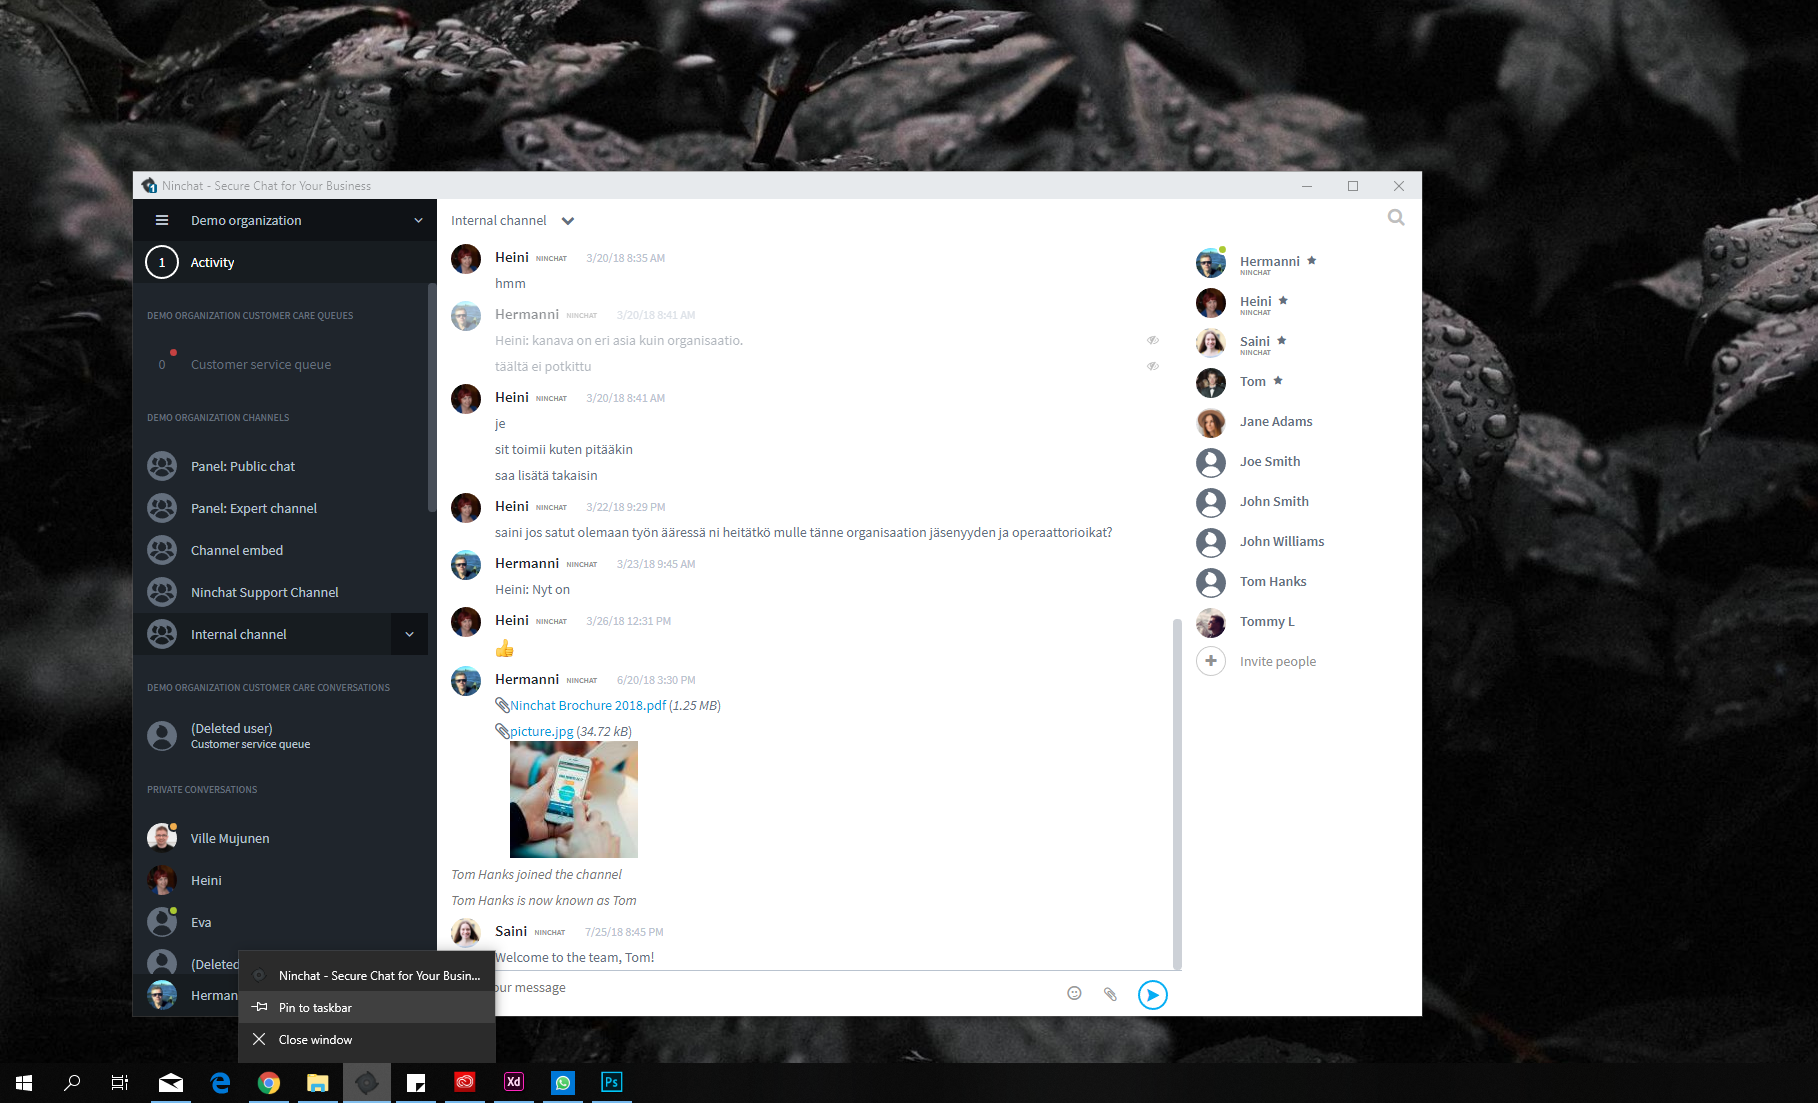 Ninchat - Secure Chat for Your Business
Demo organization
1
Activity
DEMO ORGANIZATION CUSTOMER CARE QUEUES
0
Customer service queue
DEMO ORGANIZATION CHANNELS
Panel: Public chat
Panel: Expert channel
Channel embed
Ninchat Support Channel
Internal channel
DEMO ORGANIZATION CUSTOMER CARE CONVERSATIONS
(Deleted user)
Customer service queue
PRIVATE CONVERSATIONS
Ville Mujunen
Heini
Eva
(Deleted
Herman
Internal channel
Heini NINCHAT 3/20/18 8:35 AM
hmm
Hermanni NINCHAT 3/20/18 8:41 AM
Heini: kanava on eri asia kuin organisaatio.
täältä ei potkittu
Heini NINCHAT 3/20/18 8:41 AM
je
sit toimii kuten pitääkin
saa lisätä takaisin
Heini NINCHAT 3/22/18 9:29 PM
saini jos satut olemaan työn ääressä ni heitätkö mulle tänne organisaation jäsenyyden ja operaattorioikat?
Hermanni NINCHAT 3/23/18 9:45 AM
Heini: Nyt on
Heini NINCHAT 3/26/18 12:31 PM
👍
Hermanni NINCHAT 6/20/18 3:30 PM
Ninchat Brochure 2018.pdf (1.25 MB)
picture.jpg (34.72 kB)
Tom Hanks joined the channel
Tom Hanks is now known as Tom
Saini NINCHAT 7/25/18 8:45 PM
Welcome to the team, Tom!
our message
Hermanni
NINCHAT
Heini
NINCHAT
Saini
NINCHAT
Tom
Jane Adams
Joe Smith
John Smith
John Williams
Tom Hanks
Tommy L
Invite people
Ninchat - Secure Chat for Your Busin...
Pin to taskbar
Close window
Xd
Ps